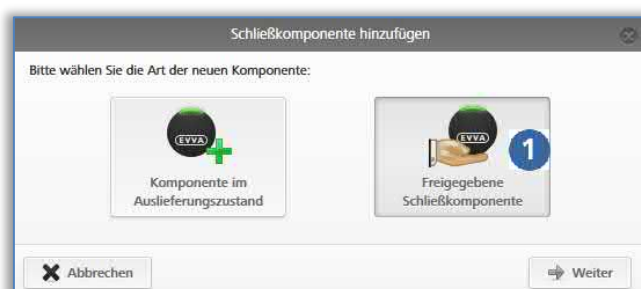 Schließkomponente hinzufügen
Bitte wählen Sie die Art der neuen Komponente:
EVVA
EVVA
1
Komponente im
Auslieferungszustand
Freigegebene
Schließkomponente
Abbrechen
Weiter